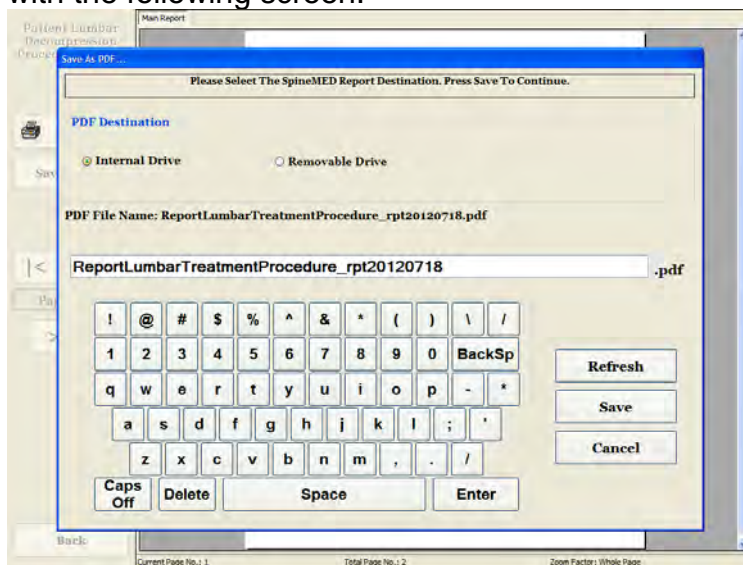 with the following screen.
Main Report
Patient Lumbar
Decompression
Save As PDF...
Please Select The SpineMED Report Destination. Press Save To Continue.
PDF Destination
Internal Drive Removable Drive
PDF File Name: ReportLumbarTreatmentProcedure_rpt20120718.pdf
ReportLumbarTreatmentProcedure_rpt20120718 .pdf
|<
! @ # $ % ^ & * ( ) \ /
1 2 3 4 5 6 7 8 9 0 BackSp
Refresh
q w e r t y u i o p - *
Save
a s d f g h j k l ; '
z x c v b n m , . /
Cancel
Caps
Off Delete Space Enter
Back
Current Page No.: 1 Total Page No.: 2 Zoom Factor: Whole Page